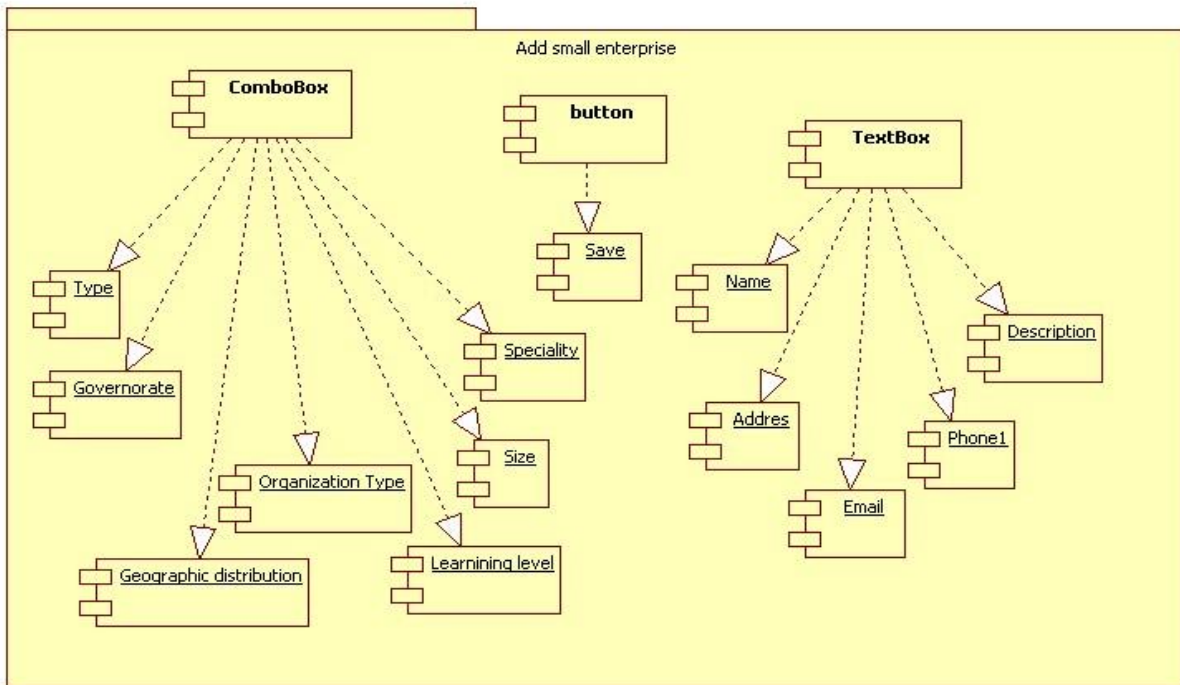 Add small enterprise
ComboBox
button
TextBox
Type
Save
Name
Governorate
Speciality
Description
Addres
Phone1
Organization Type
Size
Email
Geographic distribution
Learnining level